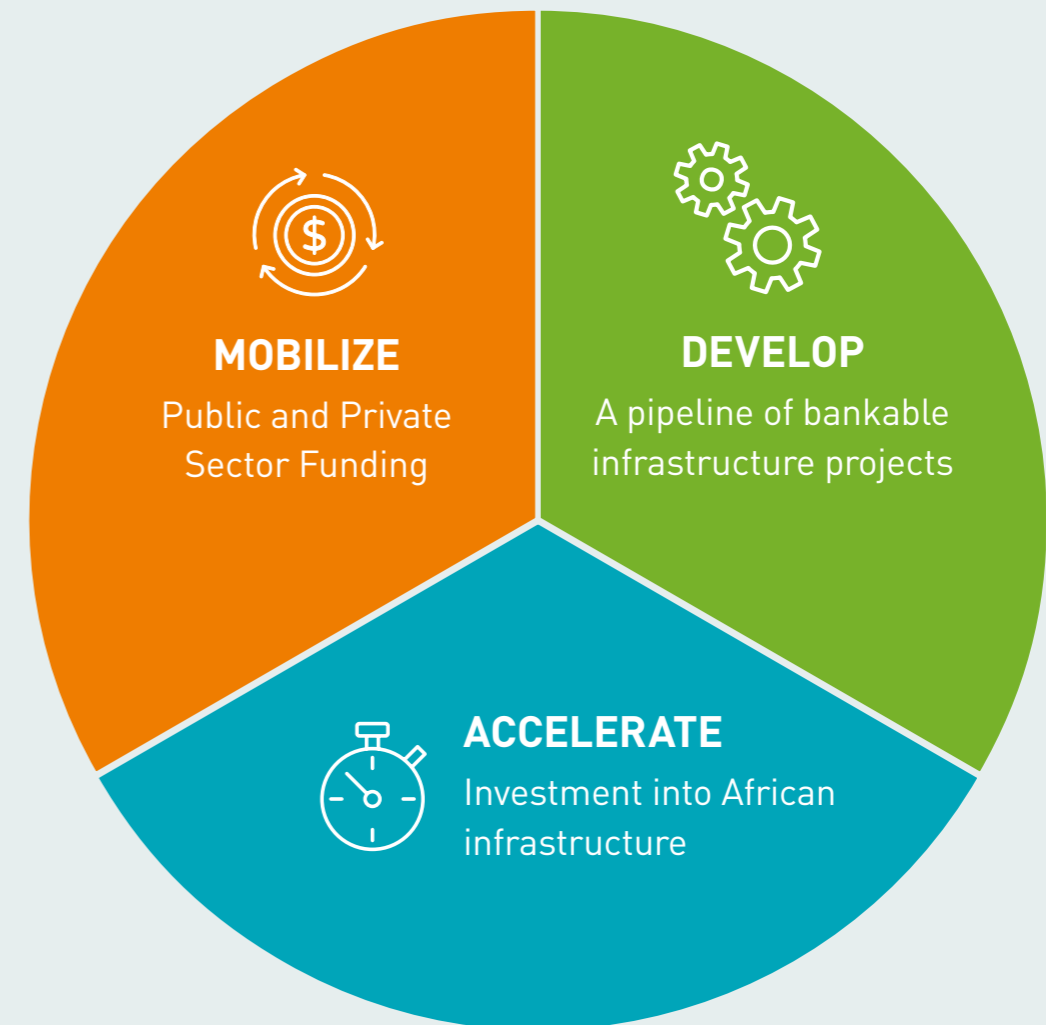 MOBILIZE
Public and Private
Sector Funding
DEVELOP
A pipeline of bankable
infrastructure projects
ACCELERATE
Investment into African
infrastructure
$